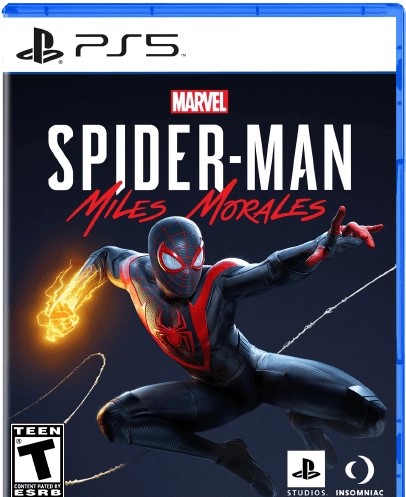 PS5
MARVEL
SPIDER-MAN
MILES MORALES
TEEN
T
CONTENT RATED BY
ESRB
STUDIOS.
INSOMNIAC